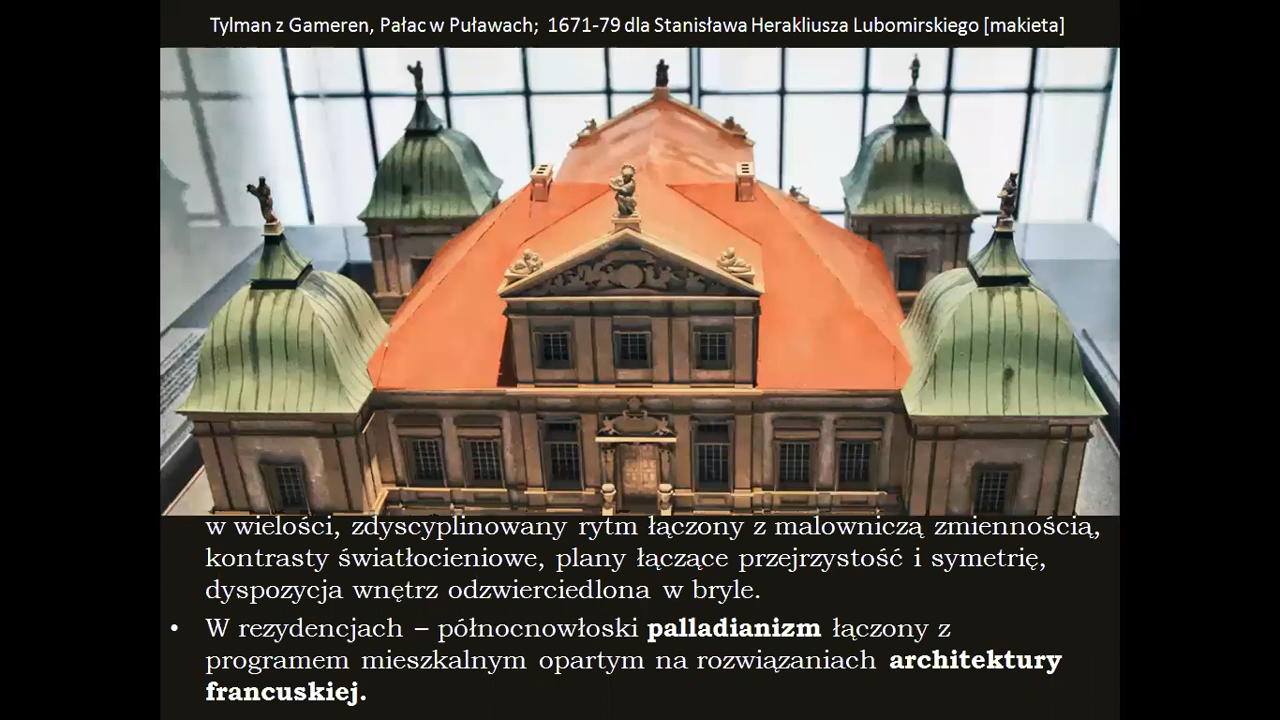 Tylman z Gameren, Pałac w Puławach;  1671-79 dla Stanisława Herakliusza Lubomirskiego [makieta]
w wielości, zdyscyplinowany rytm łączony z malowniczą zmiennością,
kontrasty światłocieniowe, plany łączące przejrzystość i symetrię,
dyspozycja wnętrz odzwierciedlona w bryle.
• W rezydencjach – północnowłoski palladianizm łączony z
programem mieszkalnym opartym na rozwiązaniach architektury
francuskiej.